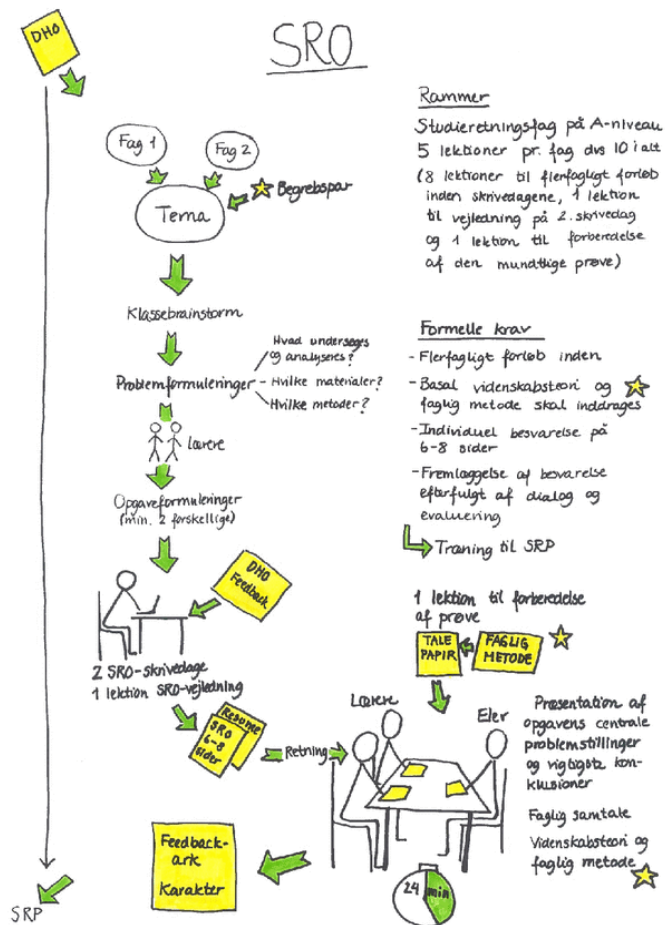 DHO
SRO
Fag 1
Fag 2
Tema
Begrebspar
Klassebrainstorm
Problemformuleringer
Hvad undersøges
og analyseres?
- Hvilke materialer?
Hvilke metoder?
Lærere
Opgaveformuleringer
(min. 2 forskellige)
DHO
Feedback
2 SRO-skrivedage
1 lektion SRO-vejledning
Resume
SRO
6-8
sider
Retning
Rammer
Studieretningsfag på A-niveau
5 lektioner pr. fag dvs 10 i alt
(8 lektioner til flerfagligt forløb
inden skrivedagene, 1 lektion
til vejledning på 2. skrivedag
og 1 lektion til forberedelse
af den mundtlige prøve)
Formelle krav
- Flerfagligt forløb inden
- Basal videnskabsteori og
faglig metode skal inddrages
- Individuel besvarelse på
6-8 sider
- Fremlæggelse af besvarelse
efterfulgt af dialog og
evaluering
Træning til SRP
1 lektion til forberedelse
af prøve
TALE
PAPIR
FAGLIG
METODE
Lærere
Elev
Præsentation af
opgavens centrale
problemstillinger
og vigtigste kon-
klusioner
Faglig samtale
Videnskabsteori og
faglig metode
24 min
Feedback-
ark
Karakter
SRP